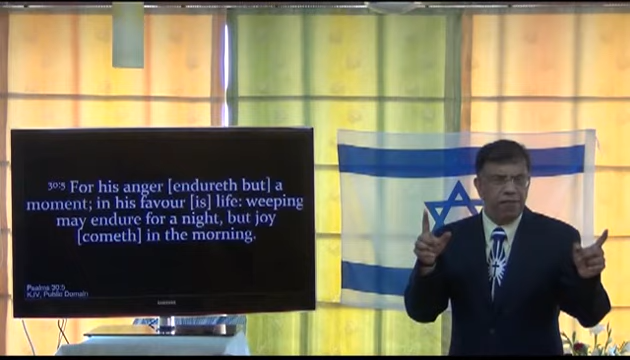 30:5 For his anger [endureth but] a
moment; in his favour [is] life: weeping
may endure for a night, but joy
[cometh] in the morning.
Psalms 30:5
KJV, Public Domain
SAMSUNG